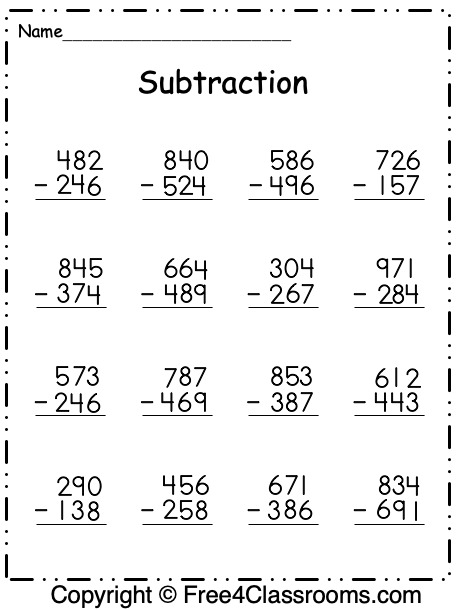 Name_______________________
Subtraction
482 840 586 726
- 246 - 524 - 496 - 157
845 664 304 971
- 374 - 489 - 267 - 284
573 787 853 612
- 246 - 469 - 387 - 443
290 456 671 834
- 138 - 258 - 386 - 691
Copyright © Free4Classrooms.com